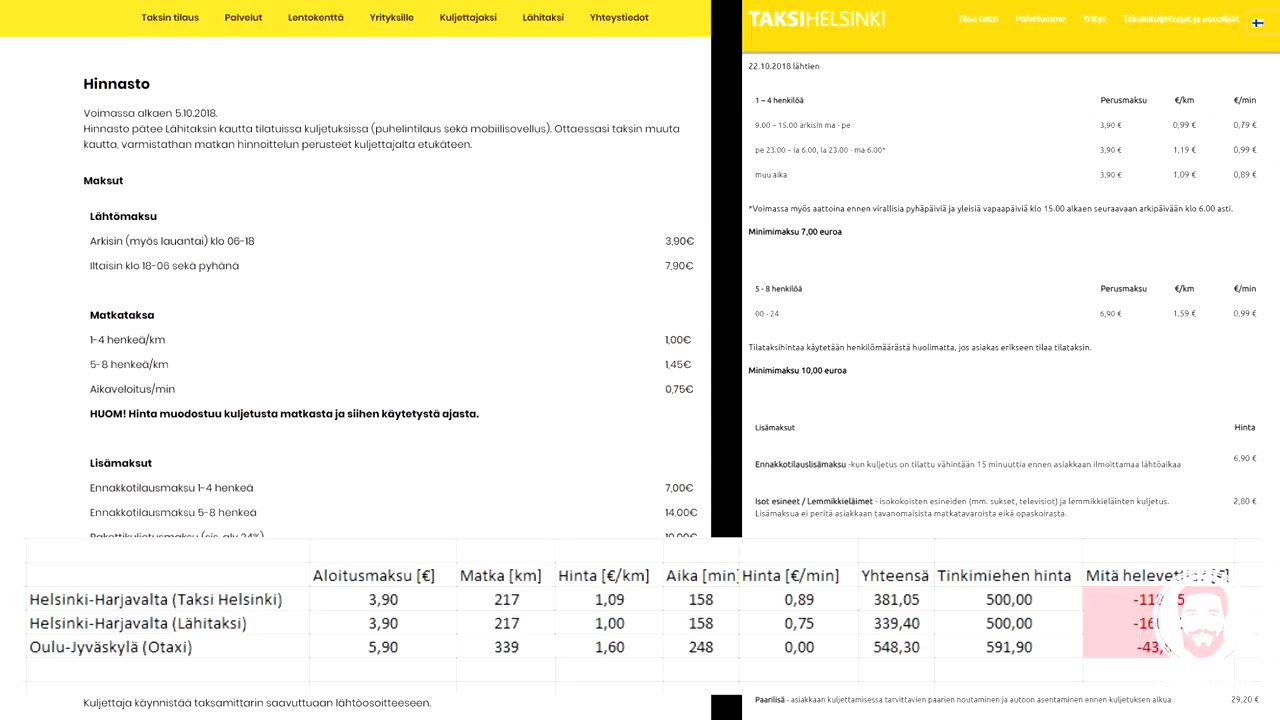 Taksin tilaus Palvelut Lentokenttä Yrityksille Kuljettajaksi Lähitaksi Yhteystiedot
Hinnasto
Voimassa alkaen 5.10.2018.
Hinnasto pätee Lähitaksin kautta tilatuissa kuljetuksissa (puhelintilaus sekä mobiilisovellus). Ottaessasi taksin muuta
kautta, varmistathan matkan hinnoittelun perusteet kuljettajalta etukäteen.
Maksut
Lähtömaksu
Arkisin (myös lauantai) klo 06-18 3,90€
Iltaisin klo 18-06 sekä pyhänä 7,90€
Matkataksa
1-4 henkeä/km 1,00€
5-8 henkeä/km 1,45€
Aikaveloitus/min 0,75€
HUOM! Hinta muodostuu kuljetusta matkasta ja siihen käytetystä ajasta.
Lisämaksut
Ennakkotilausmaksu 1-4 henkeä 7,00€
Ennakkotilausmaksu 5-8 henkeä 14,00€
Pakettikuljetusmaksu (sis. alv 24%) 10,00€
TAKSIHELSINKI Tilaa taksi Palvelumme Yritys Taksinkuljettajat ja autoilijat
22.10.2018 lähtien
1 – 4 henkilöä Perusmaksu €/km €/min
9.00 – 15.00 arkisin ma - pe 3,90 € 0,99 € 0,79 €
pe 23.00 – la 6.00, la 23.00 - ma 6.00* 3,90 € 1,19 € 0,99 €
muu aika 3,90 € 1,09 € 0,89 €
*Voimassa myös aattoina ennen virallisia pyhäpäiviä ja yleisiä vapaapäiviä klo 15.00 alkaen seuraavaan arkipäivään klo 6.00 asti.
Minimimaksu 7,00 euroa
5 - 8 henkilöä Perusmaksu €/km €/min
00 - 24 6,90 € 1,59 € 0,99 €
Tilataksihintaa käytetään henkilömäärästä huolimatta, jos asiakas erikseen tilaa tilataksin.
Minimimaksu 10,00 euroa
Lisämaksut Hinta
Ennakkotilauslisämaksu -kun kuljetus on tilattu vähintään 15 minuuttia ennen asiakkaan ilmoittamaa lähtöaikaa 6,90 €
Isot esineet / Lemmikkieläimet - isokokoisten esineiden (mm. sukset, televisiot) ja lemmikkieläinten kuljetus. 2,80 €
Lisämaksua ei peritä asiakkaan tavanomaisista matkatavaroista eikä opaskoirasta.
Aloitusmaksu [€] Matka [km] Hinta [€/km] Aika [min] Hinta [€/min] Yhteensä Tinkimiehen hinta Mitä [€]
Helsinki-Harjavalta (Taksi Helsinki) 3,90 217 1,09 158 0,89 381,05 500,00
Helsinki-Harjavalta (Lähitaksi) 3,90 217 1,00 158 0,75 339,40 500,00
Oulu-Jyväskylä (Otaxi) 5,90 339 1,60 248 0,00 548,30 591,90
Kuljettaja käynnistää taksamittarin saavuttuaan lähtöosoitteeseen.
Paarilisä - asiakkaan kuljettamisessa tarvittavien paarien noutaminen ja autoon asentaminen ennen kuljetuksen alkua 29,20 €